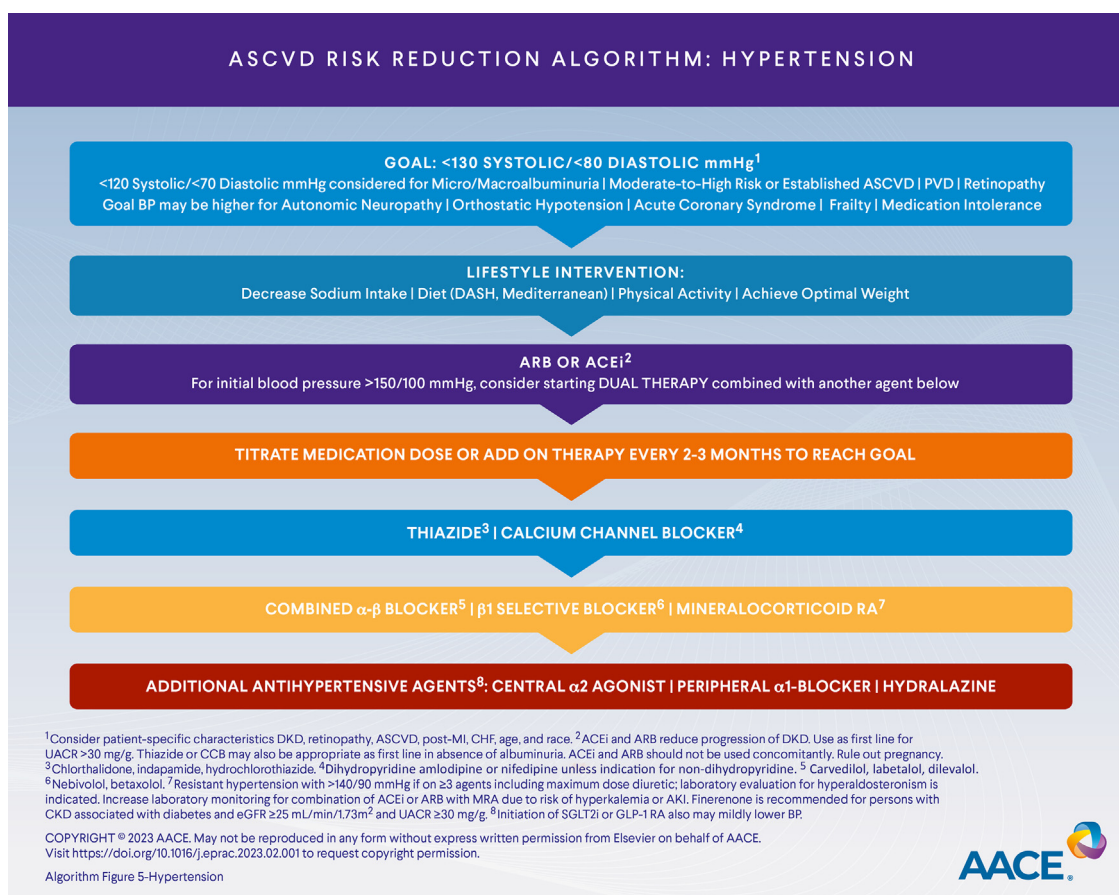 ASCVD RISK REDUCTION ALGORITHM: HYPERTENSION
GOAL: <130 SYSTOLIC/<80 DIASTOLIC mmHg1
<120 Systolic/<70 Diastolic mmHg considered for Micro/Macroalbuminuria | Moderate-to-High Risk or Established ASCVD | PVD | Retinopathy
Goal BP may be higher for Autonomic Neuropathy | Orthostatic Hypotension | Acute Coronary Syndrome | Frailty | Medication Intolerance
LIFESTYLE INTERVENTION:
Decrease Sodium Intake | Diet (DASH, Mediterranean) | Physical Activity | Achieve Optimal Weight
ARB OR ACEi2
For initial blood pressure >150/100 mmHg, consider starting DUAL THERAPY combined with another agent below
TITRATE MEDICATION DOSE OR ADD ON THERAPY EVERY 2-3 MONTHS TO REACH GOAL
THIAZIDE3 | CALCIUM CHANNEL BLOCKER4
COMBINED α-β BLOCKER5 | β1 SELECTIVE BLOCKER6 | MINERALOCORTICOID RA7
ADDITIONAL ANTIHYPERTENSIVE AGENTS8: CENTRAL α2 AGONIST | PERIPHERAL α1-BLOCKER | HYDRALAZINE
1Consider patient-specific characteristics DKD, retinopathy, ASCVD, post-MI, CHF, age, and race. 2ACEi and ARB reduce progression of DKD. Use as first line for
UACR >30 mg/g. Thiazide or CCB may also be appropriate as first line in absence of albuminuria. ACEi and ARB should not be used concomitantly. Rule out pregnancy.
3Chlorthalidone, indapamide, hydrochlorothiazide. 4Dihydropyridine amlodipine or nifedipine unless indication for non-dihydropyridine. 5 Carvedilol, labetalol, dilevalol.
6Nebivolol, betaxolol. 7Resistant hypertension with >140/90 mmHg if on ≥3 agents including maximum dose diuretic; laboratory evaluation for hyperaldosteronism is
indicated. Increase laboratory monitoring for combination of ACEi or ARB with MRA due to risk of hyperkalemia or AKI. Finerenone is recommended for persons with
CKD associated with diabetes and eGFR ≥25 mL/min/1.73m2 and UACR ≥30 mg/g. 8Initiation of SGLT2i or GLP-1 RA also may mildly lower BP.
COPYRIGHT © 2023 AACE. May not be reproduced in any form without express written permission from Elsevier on behalf of AACE.
Visit https://doi.org/10.1016/j.eprac.2023.02.001 to request copyright permission.
Algorithm Figure 5-Hypertension
AACE®